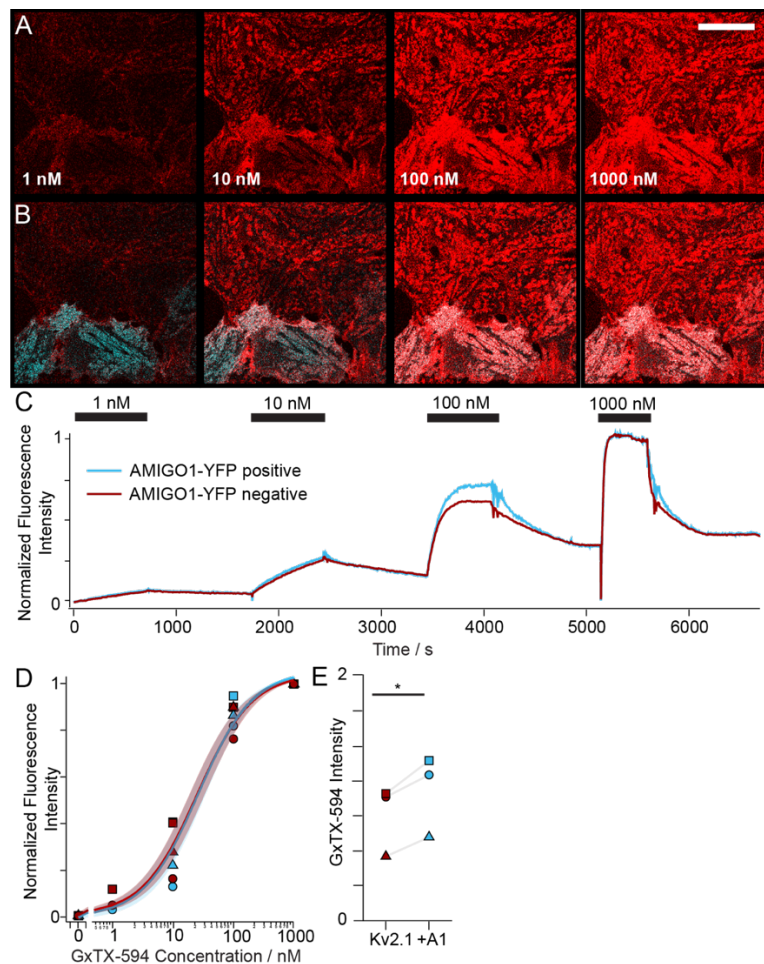 A
1 nM 10 nM 100 nM 1000 nM
B
C
1 nM 10 nM 100 nM 1000 nM
Normalized Fluorescence
Intensity
1
0
AMIGO1-YFP positive
AMIGO1-YFP negative
0 1000 2000 3000 4000 5000 6000
Time / s
D
Normalized Fluorescence
Intensity
1
0
0 1 10 100 1000
GxTX-594 Concentration / nM
E
GxTX-594 Intensity
2
0
*
Kv2.1 +A1